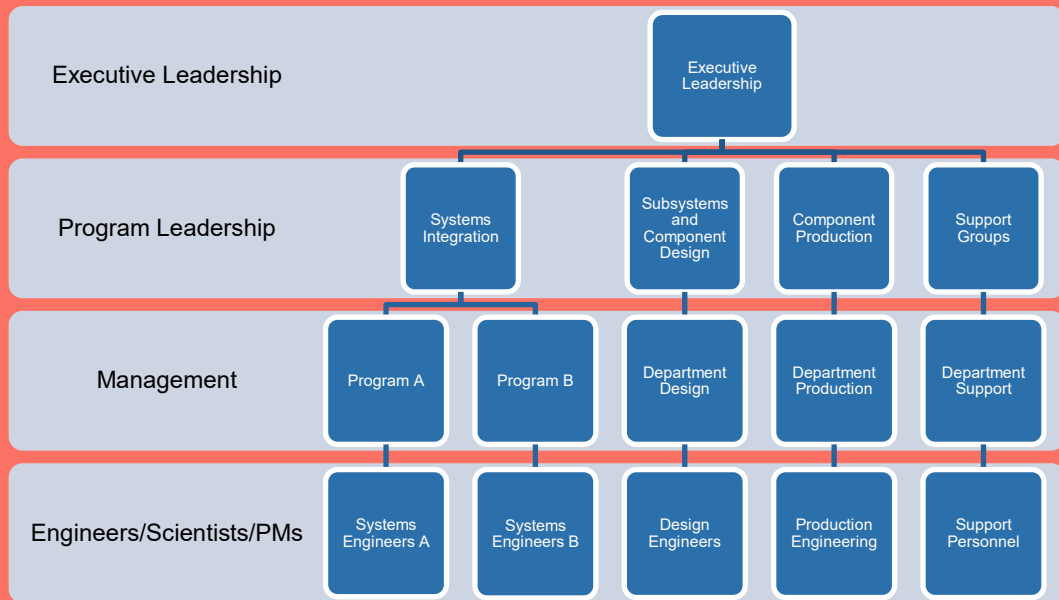 Executive Leadership
Executive
Leadership
Program Leadership
Systems
Integration
Subsystems
and
Component
Design
Component
Production
Support
Groups
Management
Program A
Program B
Department
Design
Department
Production
Department
Support
Engineers/Scientists/PMs
Systems
Engineers A
Systems
Engineers B
Design
Engineers
Production
Engineering
Support
Personnel